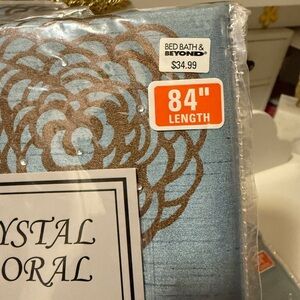 BED BATH &
BEYOND
$34.99
84"
LENGTH
YSTAL
ORAL